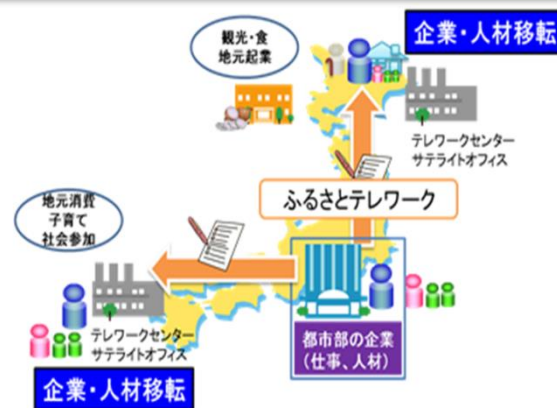 企業・人材移転
観光・食
地元起業
テレワークセンター
サテライトオフィス
ふるさとテレワーク
地元消費
子育て
社会参加
テレワークセンター
サテライトオフィス
都市部の企業
(仕事、人材)
企業・人材移転